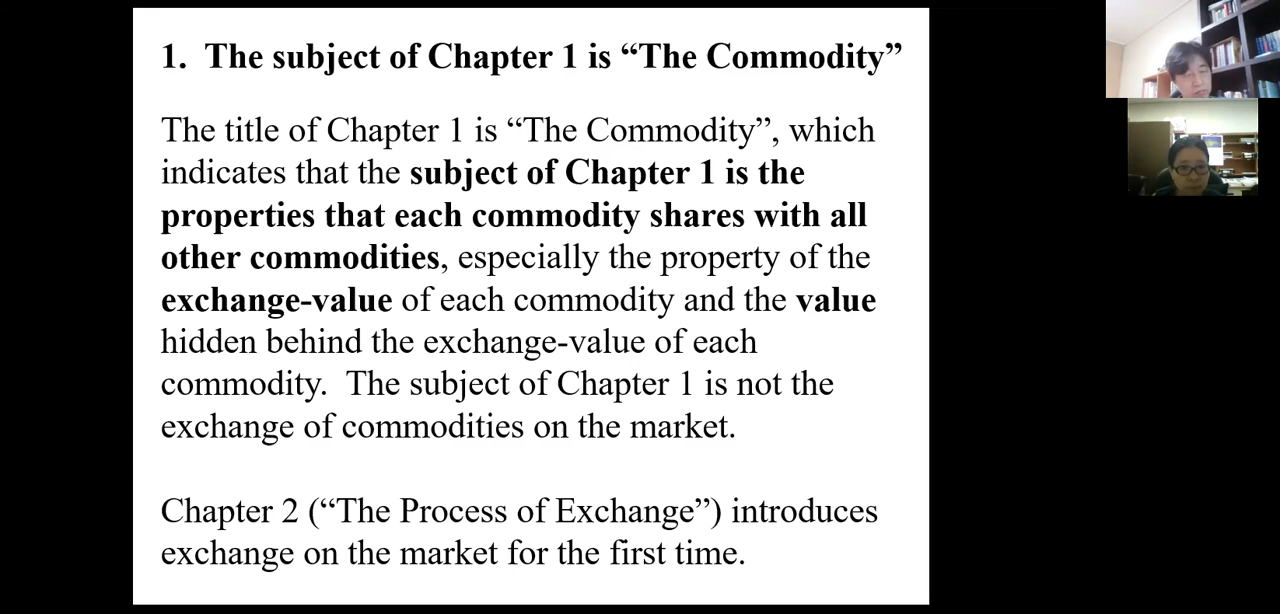 1. The subject of Chapter 1 is “The Commodity”
The title of Chapter 1 is “The Commodity”, which
indicates that the subject of Chapter 1 is the
properties that each commodity shares with all
other commodities, especially the property of the
exchange-value of each commodity and the value
hidden behind the exchange-value of each
commodity. The subject of Chapter 1 is not the
exchange of commodities on the market.
Chapter 2 (“The Process of Exchange”) introduces
exchange on the market for the first time.